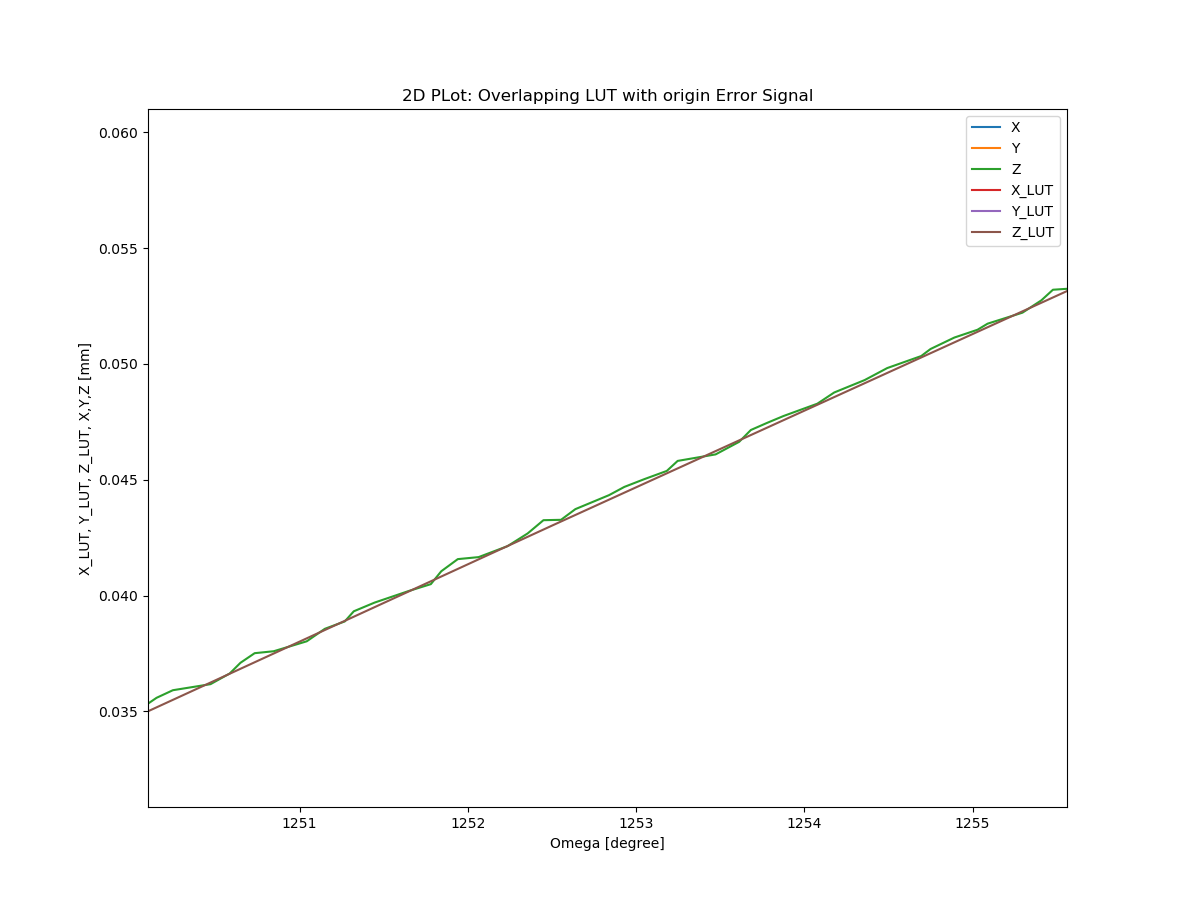 2D PLot: Overlapping LUT with origin Error Signal
X
Y
Z
X_LUT
Y_LUT
Z_LUT
0.060
0.055
0.050
0.045
0.040
0.035
X_LUT, Y_LUT, Z_LUT, X,Y,Z [mm]
1251
1252
1253
1254
1255
Omega [degree]